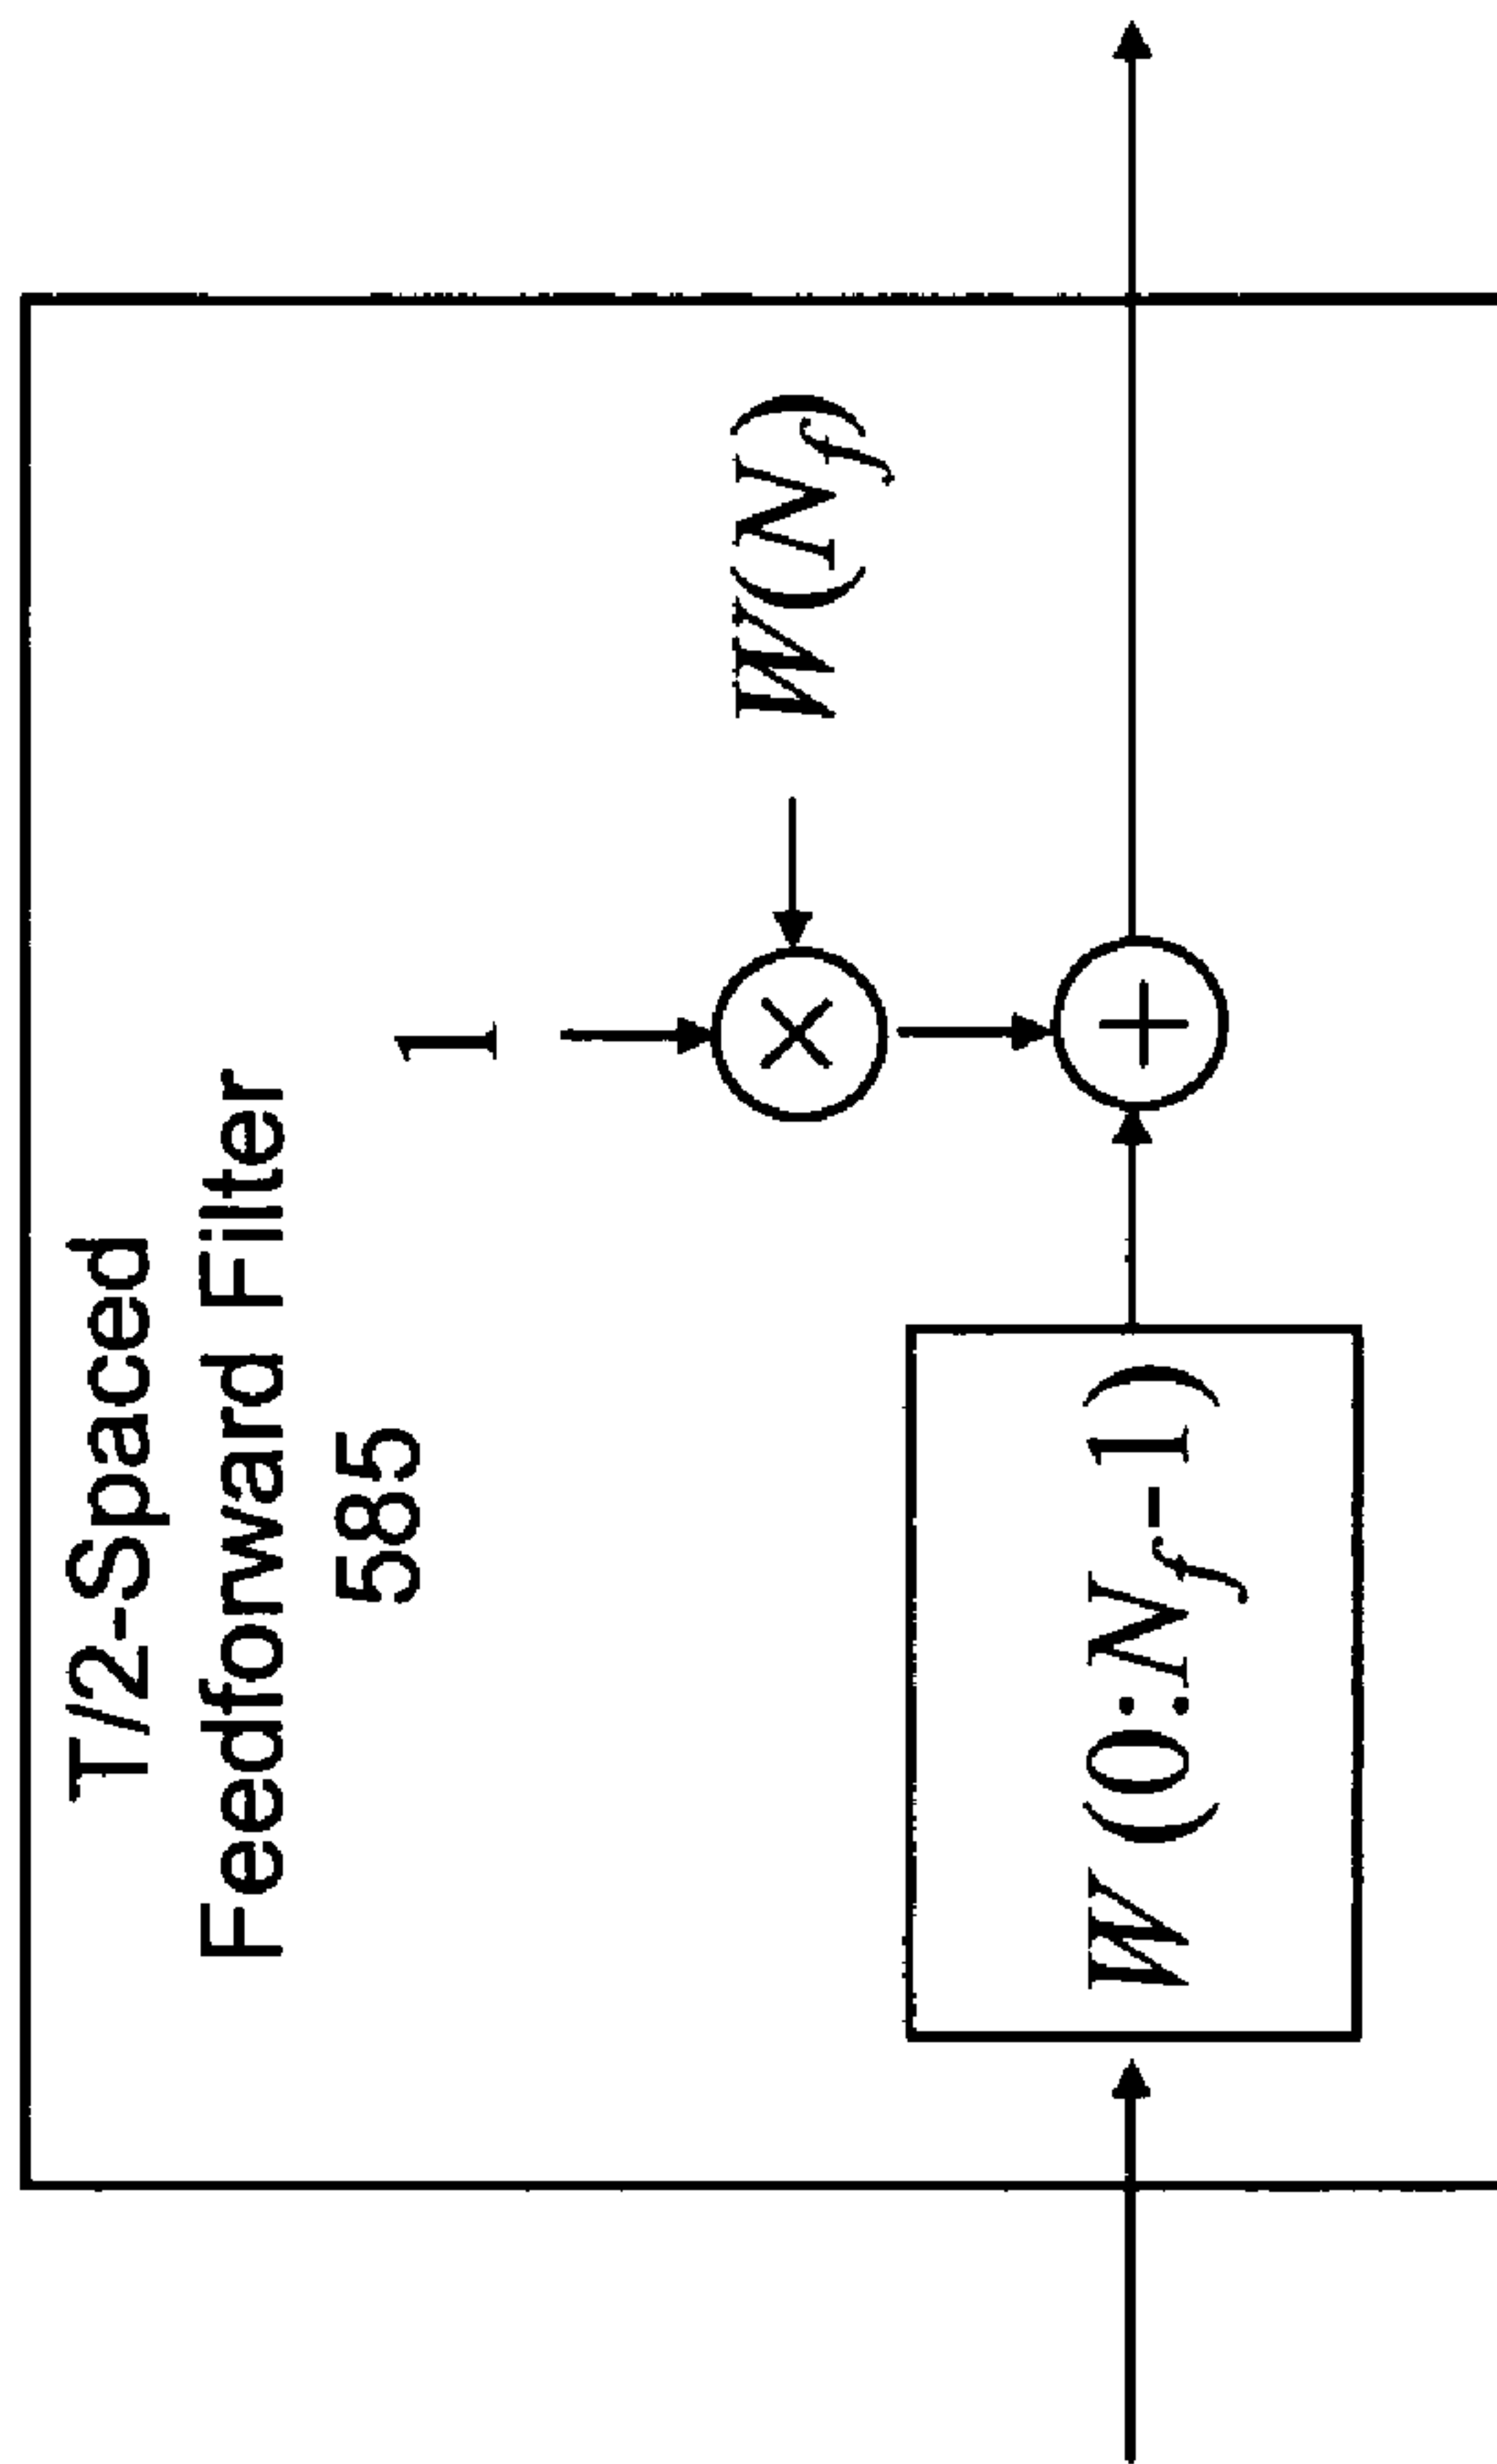 T/2-Spaced
Feedforward Filter
585
1
W(N_f)
×
+
W (0:N_f-1)